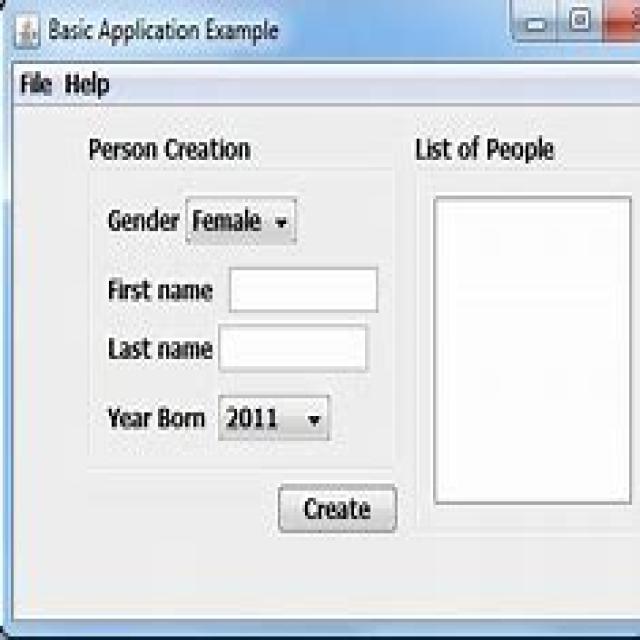 Basic Application Example
File Help
Person Creation
List of People
Gender Female
First name
Last name
Year Born 2011
Create